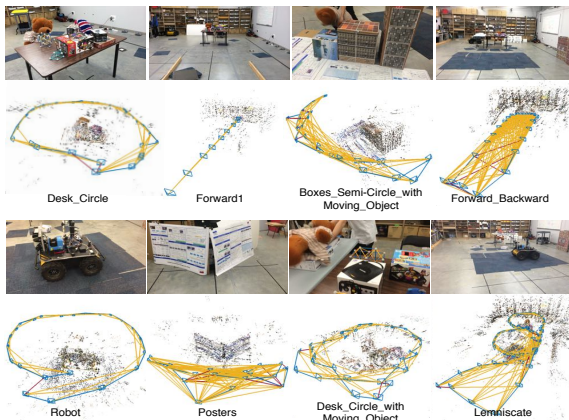 Desk_Circle
Forward1
Boxes_Semi-Circle_with
Moving_Object
Forward_Backward
Robot
Posters
Desk_Circle_with
Moving_Object
Lemniscate